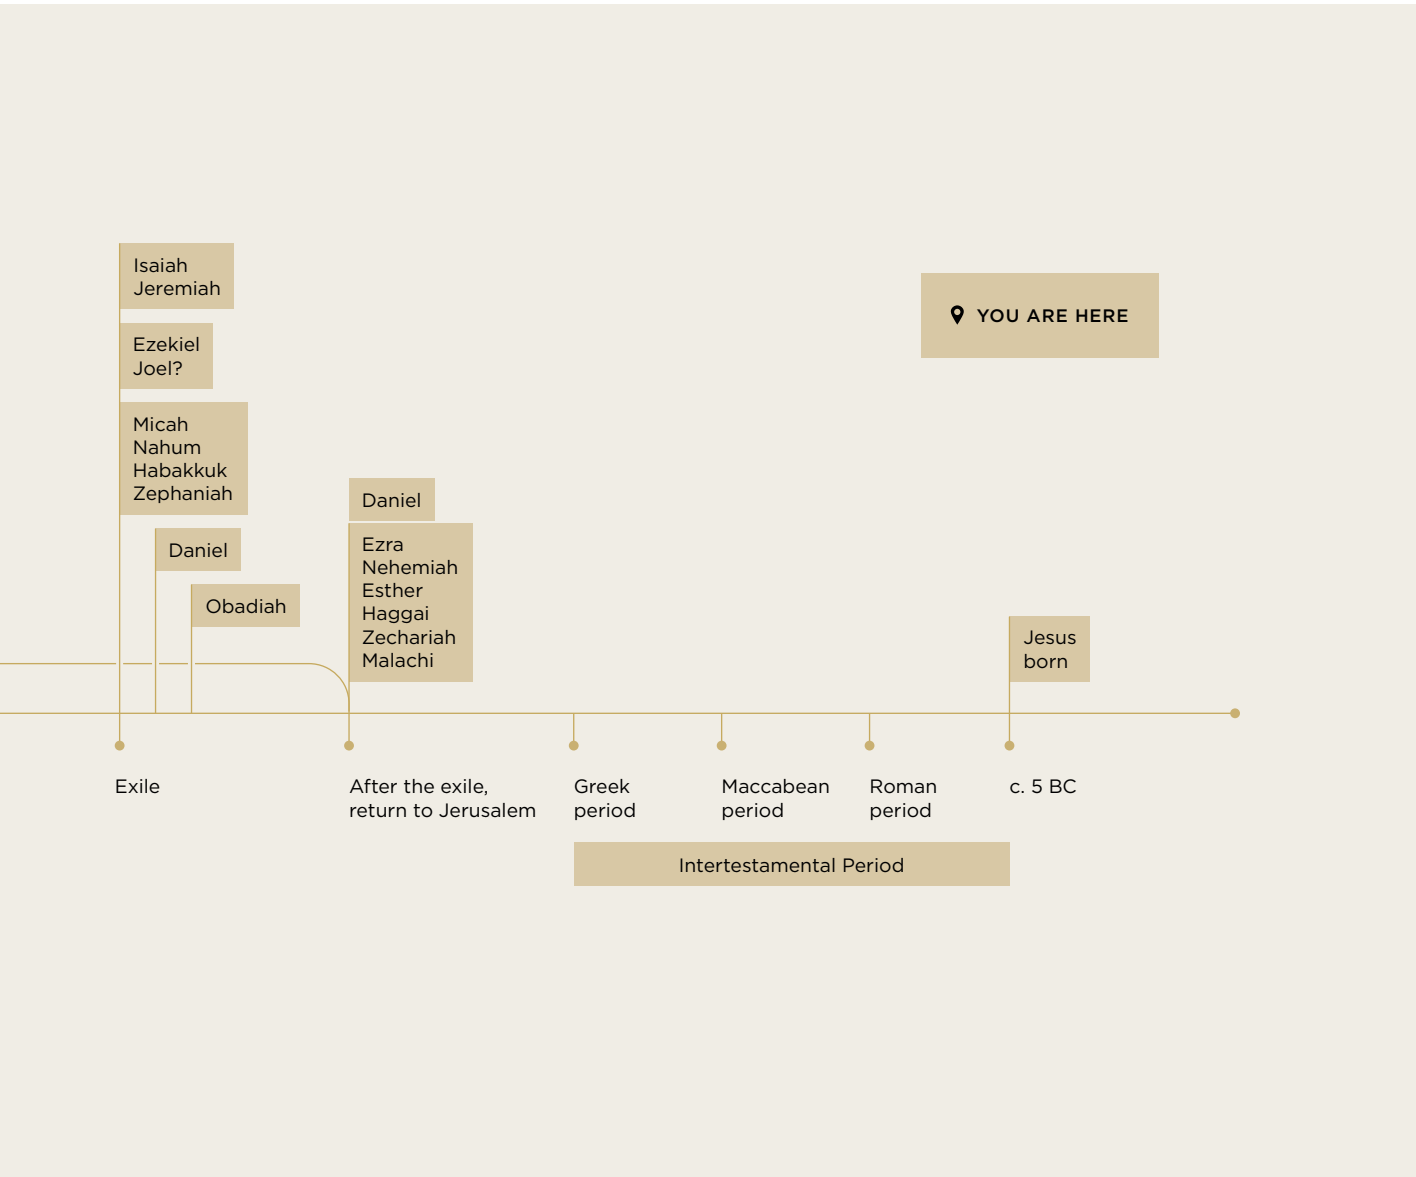 Isaiah
Jeremiah
YOU ARE HERE
Ezekiel
Joel?
Micah
Nahum
Habakkuk
Zephaniah
Daniel
Obadiah
Daniel
Ezra
Nehemiah
Esther
Haggai
Zechariah
Malachi
Jesus
born
Exile
After the exile,
return to Jerusalem
Greek
period
Maccabean
period
Roman
period
c. 5 BC
Intertestamental Period